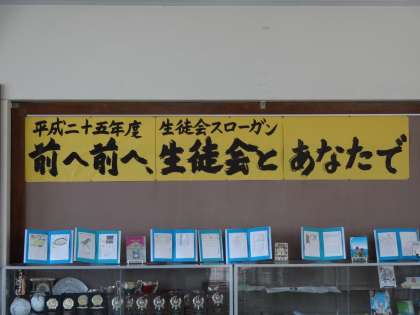 平成二十五年度 生徒会スローガン
前へ前へ、生徒会とあなたで